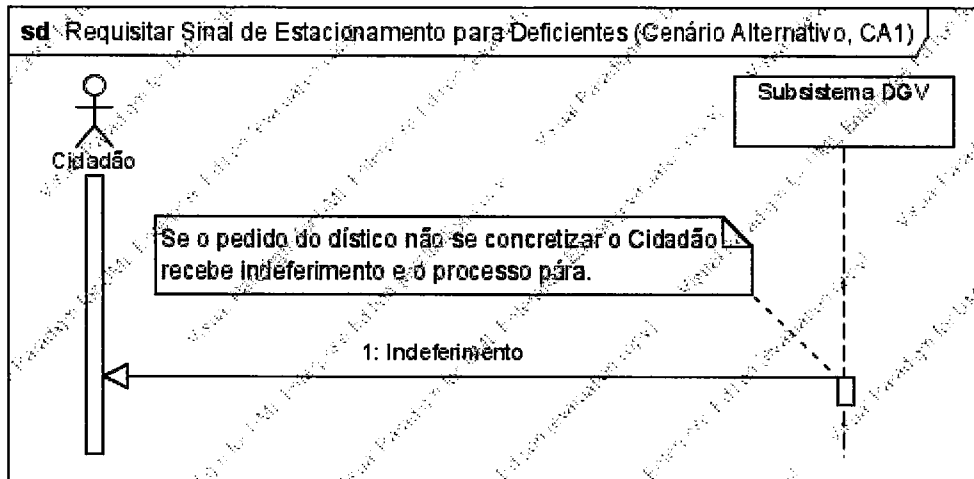 sd Requisitar Sinal de Estacionamento para Deficientes (Cenário Alternativo, CA1)
Cidadão
Subsistema DGV
Se o pedido do dístico não se concretizar o Cidadão
recebe indeferimento e o processo pára.
1: Indeferimento